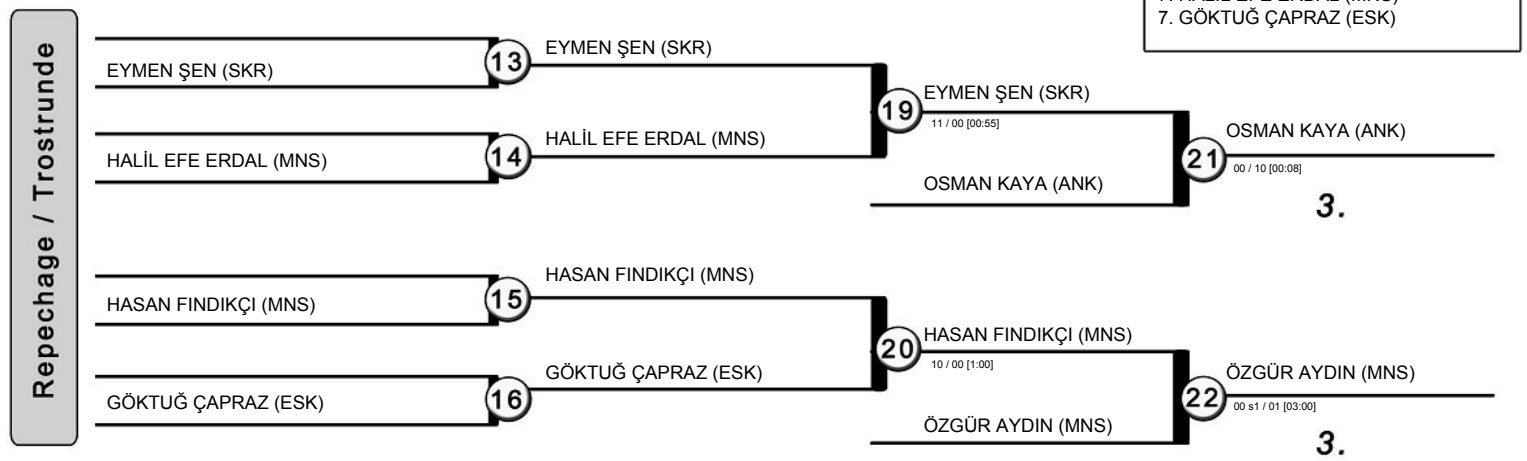 7. GÖKTUĞ ÇAPRAZ (ESK)
Repechage / Trostrunde
EYMEN ŞEN (SKR)
13
EYMEN ŞEN (SKR)
HALİL EFE ERDAL (MNS)
14
HALİL EFE ERDAL (MNS)
19
EYMEN ŞEN (SKR)
11 / 00 [00:55]
OSMAN KAYA (ANK)
21
OSMAN KAYA (ANK)
00 / 10 [00:08]
3.
HASAN FINDIKÇI (MNS)
15
HASAN FINDIKÇI (MNS)
GÖKTUĞ ÇAPRAZ (ESK)
16
GÖKTUĞ ÇAPRAZ (ESK)
20
HASAN FINDIKÇI (MNS)
10 / 00 [1:00]
ÖZGÜR AYDIN (MNS)
22
ÖZGÜR AYDIN (MNS)
00 s1 / 01 [03:00]
3.